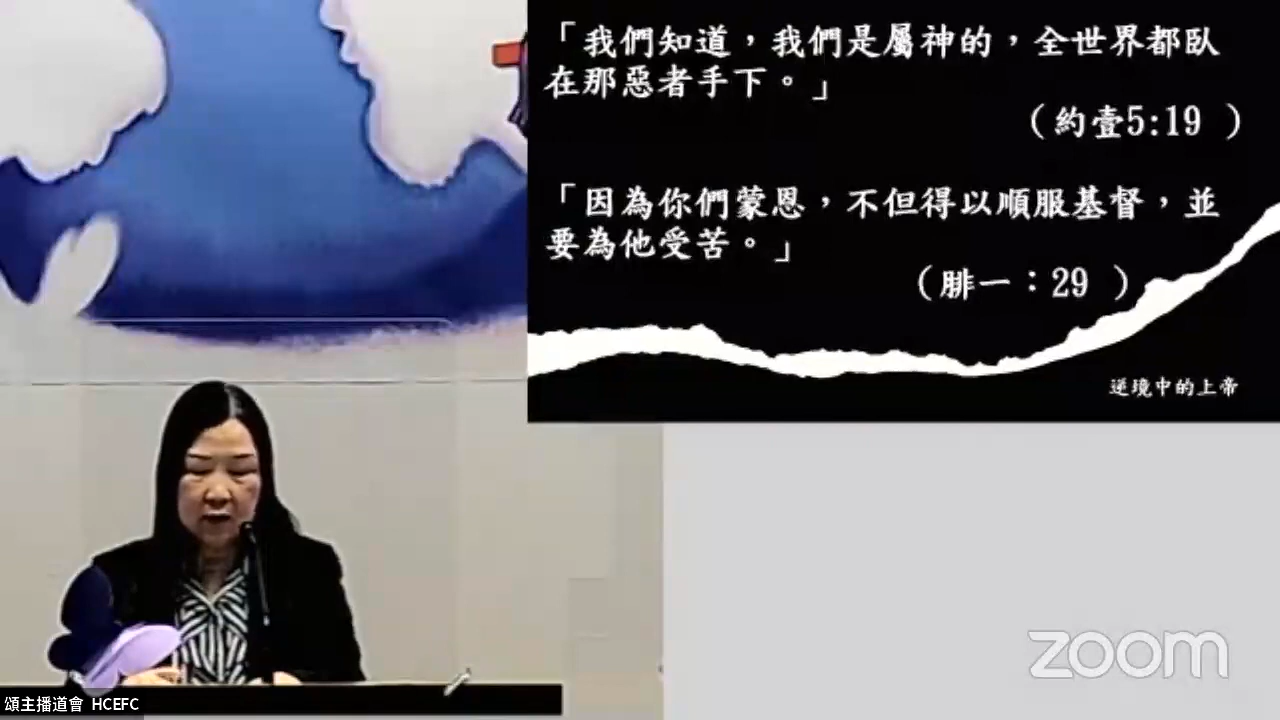 「我們知道，我們是屬神的，全世界都臥
在那惡者手下。」
（約壹5:19 ）
「因為你們蒙恩，不但得以順服基督，並
要為他受苦。」
（腓一：29 ）
逆境中的上帝
zoom
頌主播道會 HCEFC